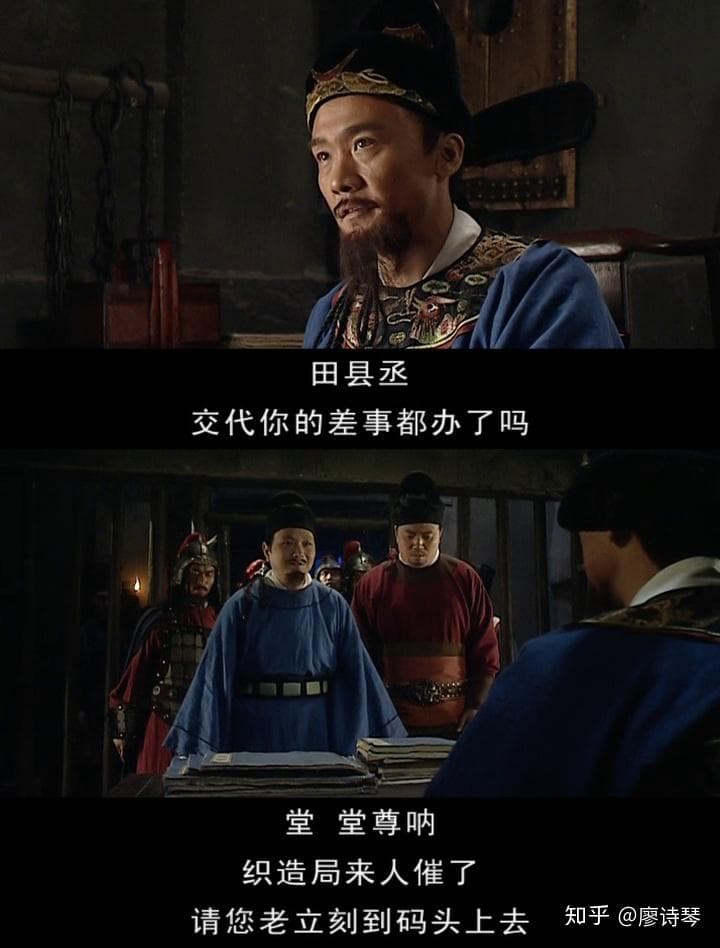 田县丞
交代你的差事都办了吗
堂 堂尊呐
织造局来人催了
请您老立刻到码头上去
知乎 @廖诗琴